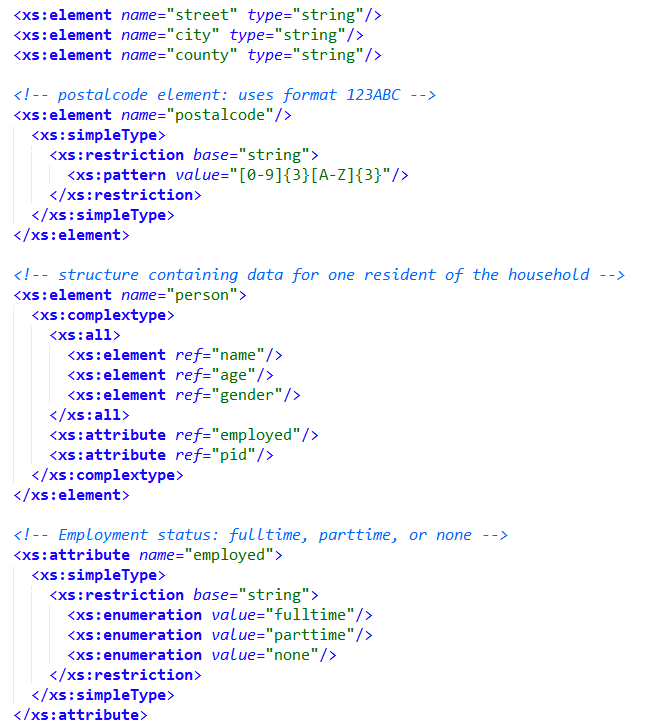 <xs:element name="street" type="string"/>
<xs:element name="city" type="string"/>
<xs:element name="county" type="string"/>
<!-- postalcode element: uses format 123ABC -->
<xs:element name="postalcode"/>
<xs:simpleType>
<xs:restriction base="string">
<xs:pattern value="[0-9]{3}[A-Z]{3}"/>
</xs:restriction>
</xs:simpleType>
</xs:element>
<!-- structure containing data for one resident of the household -->
<xs:element name="person">
<xs:complextype>
<xs:all>
<xs:element ref="name"/>
<xs:element ref="age"/>
<xs:element ref="gender"/>
</xs:all>
<xs:attribute ref="employed"/>
<xs:attribute ref="pid"/>
</xs:complextype>
</xs:element>
<!-- Employment status: fulltime, parttime, or none -->
<xs:attribute name="employed">
<xs:simpleType>
<xs:restriction base="string">
<xs:enumeration value="fulltime"/>
<xs:enumeration value="parttime"/>
<xs:enumeration value="none"/>
</xs:restriction>
</xs:simpleType>
</xs:attribute>